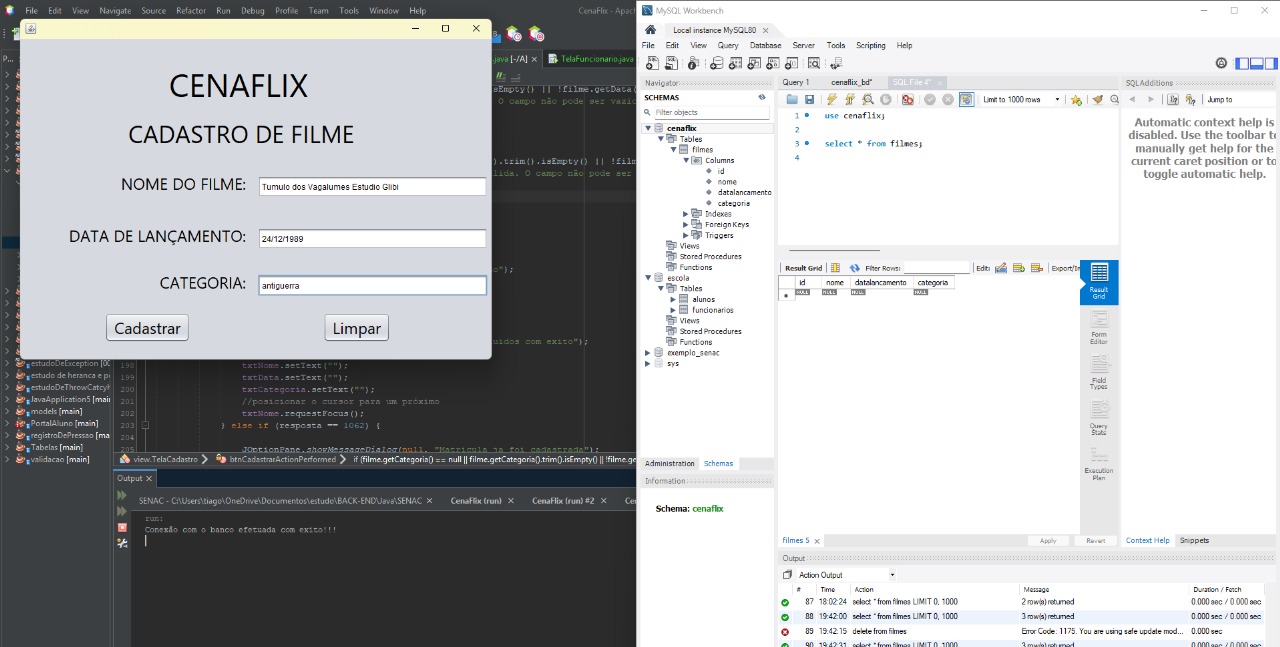 File Edit View Navigate Source Refactor Run Debug Profile Team Tools Window Help
CenaFlix - Apac
CENAFLIX
CADASTRO DE FILME
NOME DO FILME: Tumulo dos Vagalumes Estudio Glibi
DATA DE LANÇAMENTO: 24/12/1989
CATEGORIA: antiguerra
Cadastrar Limpar
.java [-/A] TelaFuncionario.java
sEmpty() || !filme.getData(
O campo não pode ser vazio
).trim().isEmpty() || !film
lida. O campo não pode ser
o");
uidos com exito");
estudoDeException [00
estudo de heranca e p
estudoDeThrowCatcy
JavaApplication5 [mai
models [main]
PortalAluno [main]
registroDePressao [ma
Tabelas [main]
validacao [main]
198 txtNome.setText("");
199 txtData.setText("");
200 txtCategoria.setText("");
201 //posicionar o cursor para um próximo
202 txtNome.requestFocus();
203 } else if (resposta == 1062) {
204
205 JOptionPane.showMessageDialog(null, "Matricula ja foi cadastrada");
view.TelaCadastro btnCadastrarActionPerformed if (filme.getCategoria() == null || filme.getCategoria().trim().isEmpty() || !filme.g
Output
SENAC - C:\Users\tiago\OneDrive\Documentos\estudo\BACK-END\Java\SENAC CenaFlix (run) CenaFlix (run) #2 Ce
run:
Conexão com o banco efetuada com exito!!!
MySQL Workbench
Local instance MySQL80
File Edit View Query Database Server Tools Scripting Help
Navigator
SCHEMAS
Filter objects
cenaflix
Tables
filmes
Columns
id
nome
datalancamento
categoria
Indexes
Foreign Keys
Triggers
Views
Stored Procedures
Functions
escola
Tables
alunos
funcionarios
Views
Stored Procedures
Functions
exemplo_senac
sys
Administration Schemas
Information
Schema: cenaflix
Query 1 cenaflix_bd* SQL File 4*
Limit to 1000 rows
1 use cenaflix;
2
3 select * from filmes;
4
Result Grid Filter Rows: Edit: Export/Im
id nome datalancamento categoria
NULL NULL NULL NULL
Result Grid
Form Editor
Field Types
Query Stats
Execution Plan
filmes 5 Apply Revert
SQLAdditions
Jump to
Automatic context help is
disabled. Use the toolbar to
manually get help for the
current caret position or to
toggle automatic help.
Context Help Snippets
Output
Action Output
# Time Action Message Duration / Fetch
87 18:02:24 select * from filmes LIMIT 0, 1000 2 row(s) returned 0.000 sec / 0.000 sec
88 19:42:00 select * from filmes LIMIT 0, 1000 3 row(s) returned 0.000 sec / 0.000 sec
89 19:42:15 delete from filmes Error Code: 1175. You are using safe update mod... 0.000 sec
90 19:42:31 select * from filmes LIMIT 0, 1000 3 row(s) returned 0.000 sec / 0.000 sec